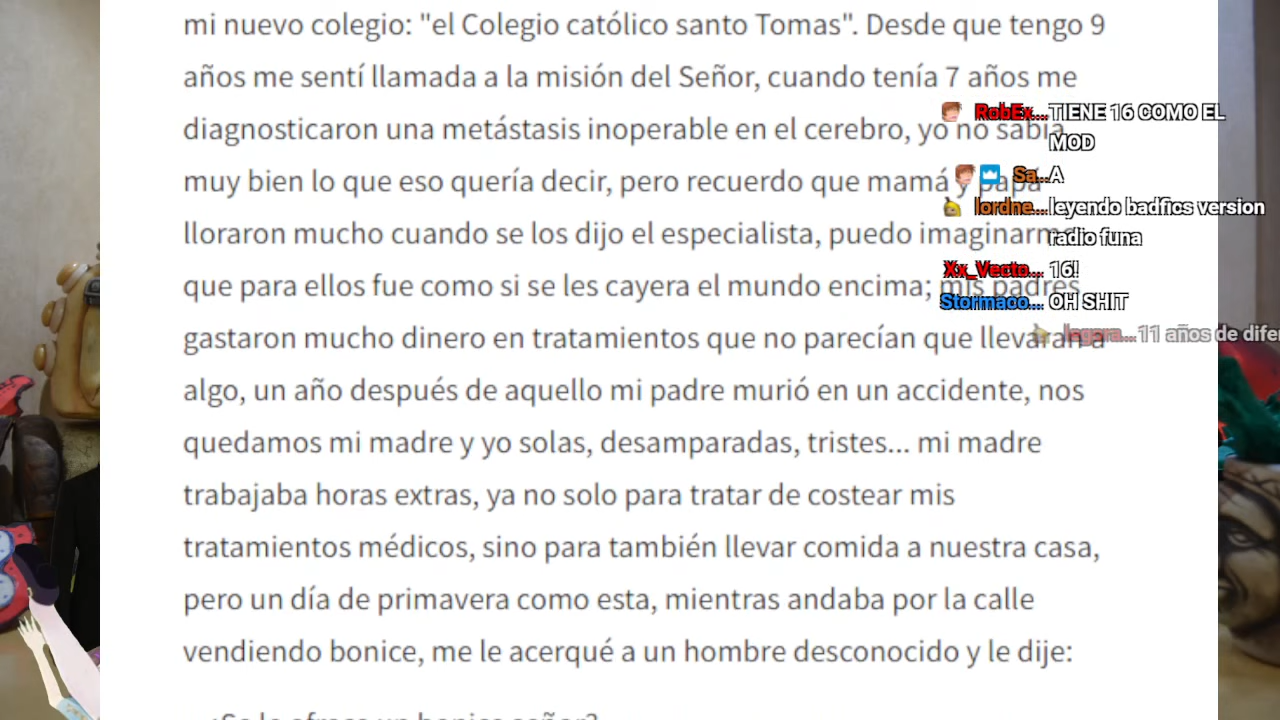 mi nuevo colegio: "el Colegio católico santo Tomas". Desde que tengo 9
años me sentí llamada a la misión del Señor, cuando tenía 7 años me
diagnosticaron una metástasis inoperable en el cerebro, yo no sabía
muy bien lo que eso quería decir, pero recuerdo que mamá y papá
lloraron mucho cuando se los dijo el especialista, puedo imaginarme
que para ellos fue como si se les cayera el mundo encima; mis padres
gastaron mucho dinero en tratamientos que no parecían que llevaran a
algo, un año después de aquello mi padre murió en un accidente, nos
quedamos mi madre y yo solas, desamparadas, tristes... mi madre
trabajaba horas extras, ya no solo para tratar de costear mis
tratamientos médicos, sino para también llevar comida a nuestra casa,
pero un día de primavera como esta, mientras andaba por la calle
vendiendo bonice, me le acerqué a un hombre desconocido y le dije:
RobEx... TIENE 16 COMO EL
MOD
Sa... A
lordne... leyendo badfics version
radio funa
Xx_Vecto... 16!
Stormaco... OH SHIT
11 años de difer